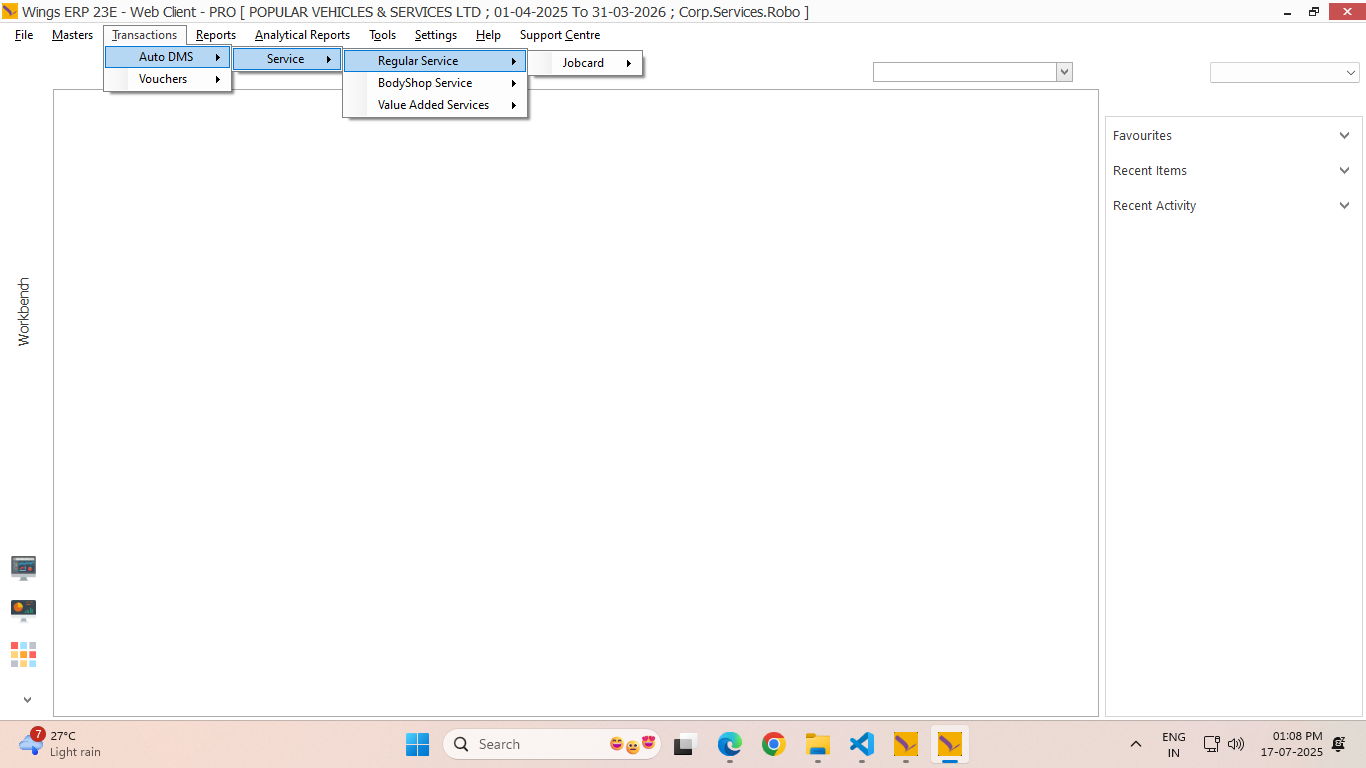 Wings ERP 23E - Web Client - PRO [ POPULAR VEHICLES & SERVICES LTD ; 01-04-2025 To 31-03-2026 ; Corp.Services.Robo ]
File Masters Transactions Reports Analytical Reports Tools Settings Help Support Centre
Auto DMS Service Regular Service Jobcard
Vouchers BodyShop Service
Value Added Services
Favourites
Recent Items
Recent Activity
Workbench
7 27°C
Light rain
Search
ENG
IN
01:08 PM
17-07-2025